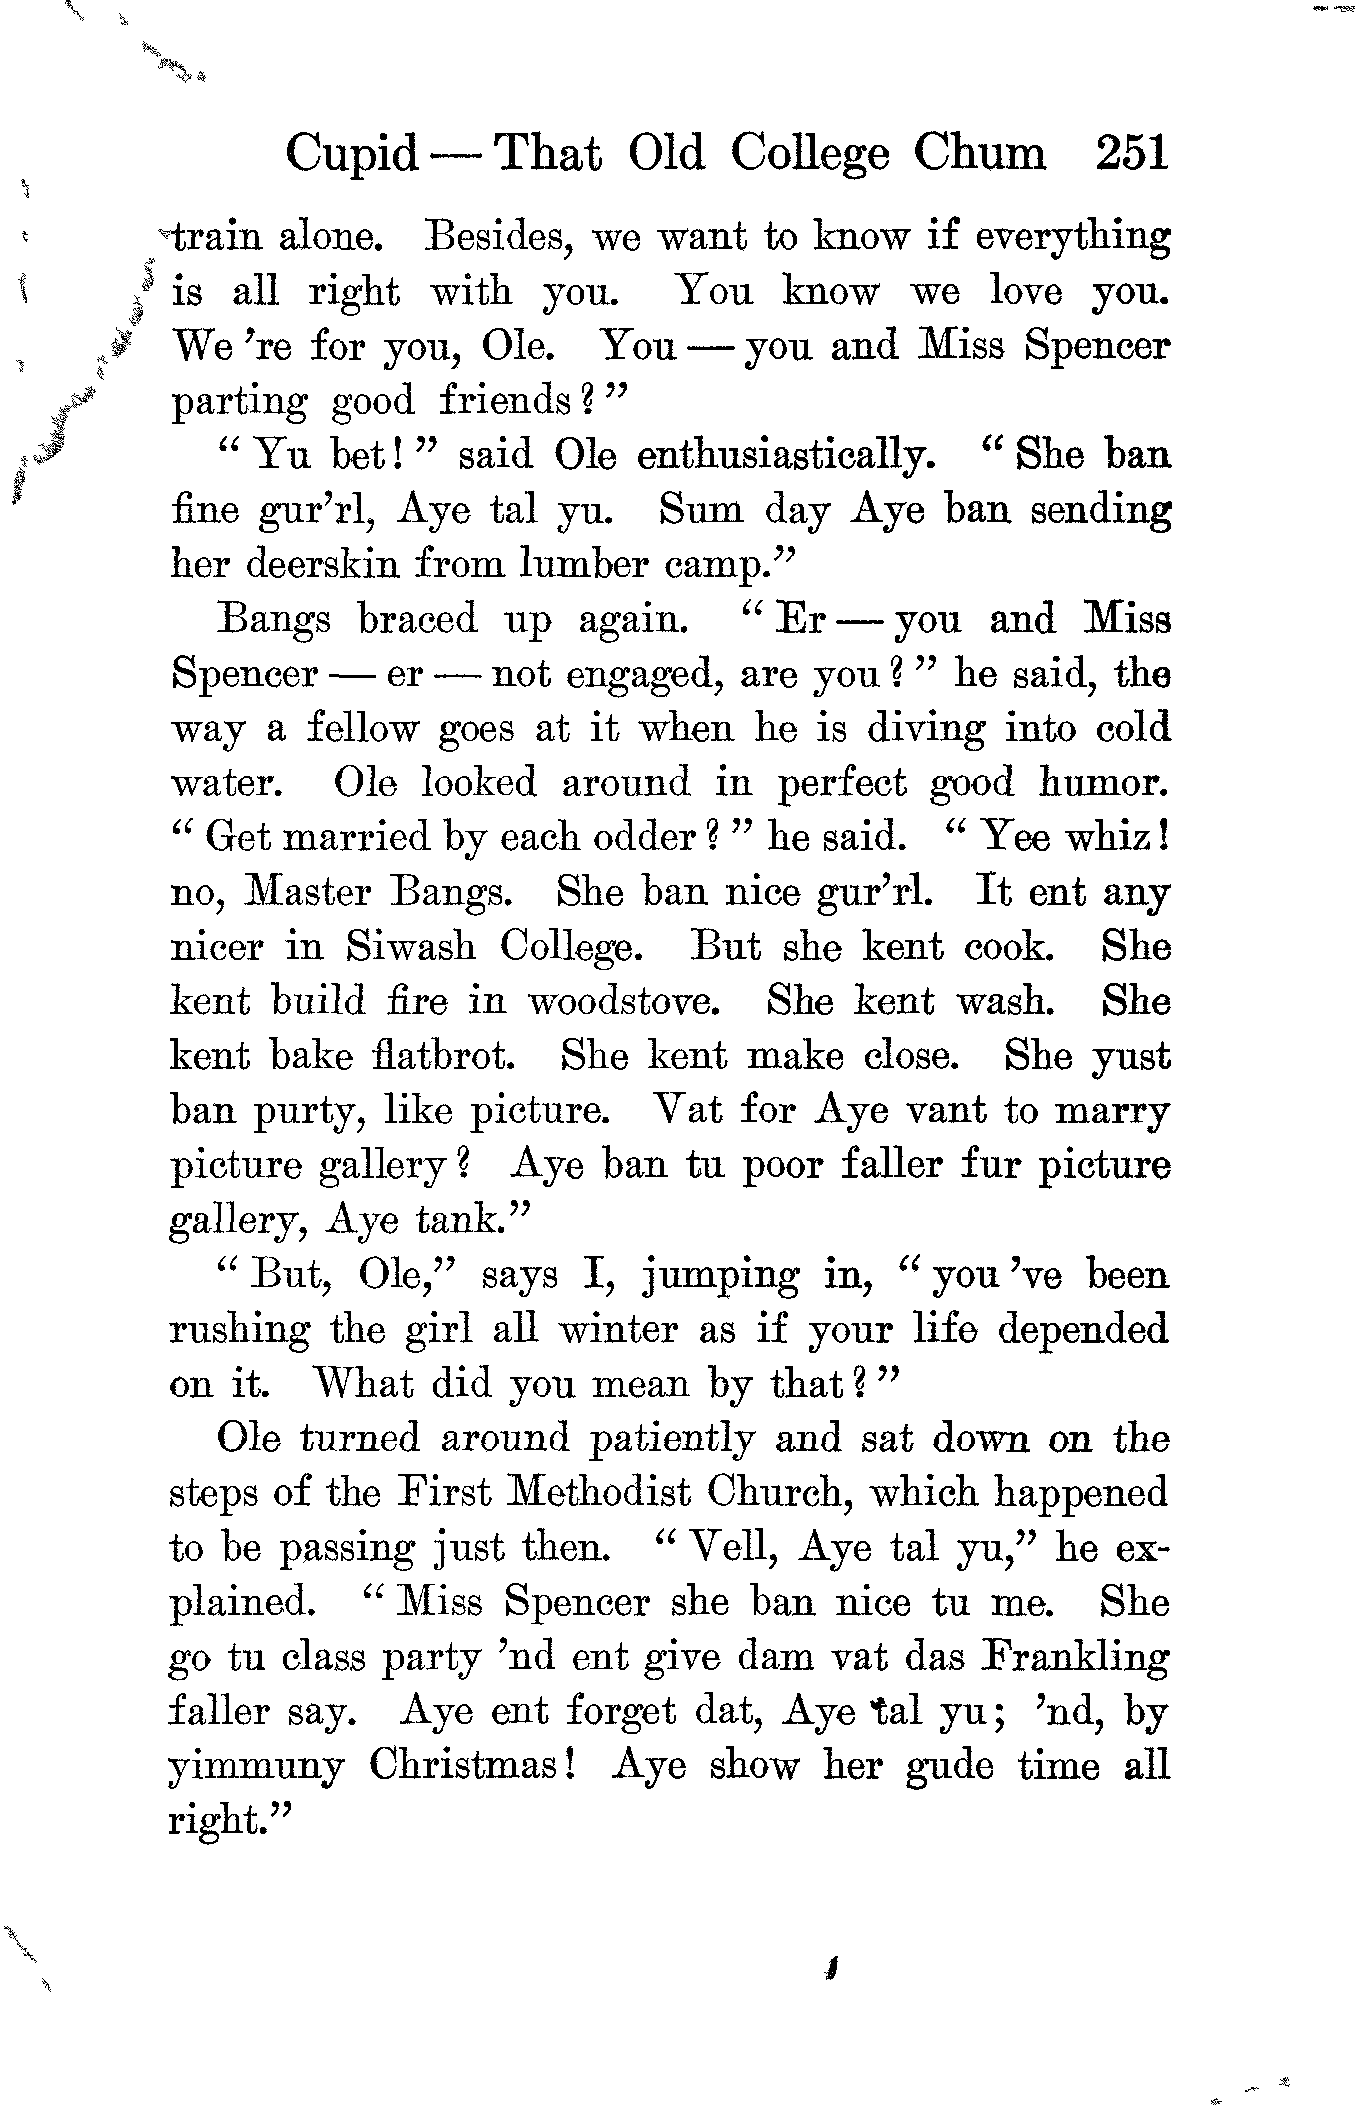 Cupid — That Old College Chum 251
train alone. Besides, we want to know if everything
is all right with you. You know we love you.
We 're for you, Ole. You — you and Miss Spencer
parting good friends?"
"Yu bet!" said Ole enthusiastically. "She ban
fine gur'rl, Aye tal yu. Sum day Aye ban sending
her deerskin from lumber camp."
Bangs braced up again. "Er — you and Miss
Spencer — er — not engaged, are you?" he said, the
way a fellow goes at it when he is diving into cold
water. Ole looked around in perfect good humor.
"Get married by each odder?" he said. "Yee whiz!
no, Master Bangs. She ban nice gur'rl. It ent any
nicer in Siwash College. But she kent cook. She
kent build fire in woodstove. She kent wash. She
kent bake flatbrot. She kent make close. She yust
ban purty, like picture. Vat for Aye vant to marry
picture gallery? Aye ban tu poor faller fur picture
gallery, Aye tank."
"But, Ole," says I, jumping in, "you 've been
rushing the girl all winter as if your life depended
on it. What did you mean by that?"
Ole turned around patiently and sat down on the
steps of the First Methodist Church, which happened
to be passing just then. "Vell, Aye tal yu," he ex-
plained. "Miss Spencer she ban nice tu me. She
go tu class party 'nd ent give dam vat das Frankling
faller say. Aye ent forget dat, Aye tal yu; 'nd, by
yimmuny Christmas! Aye show her gude time all
right."